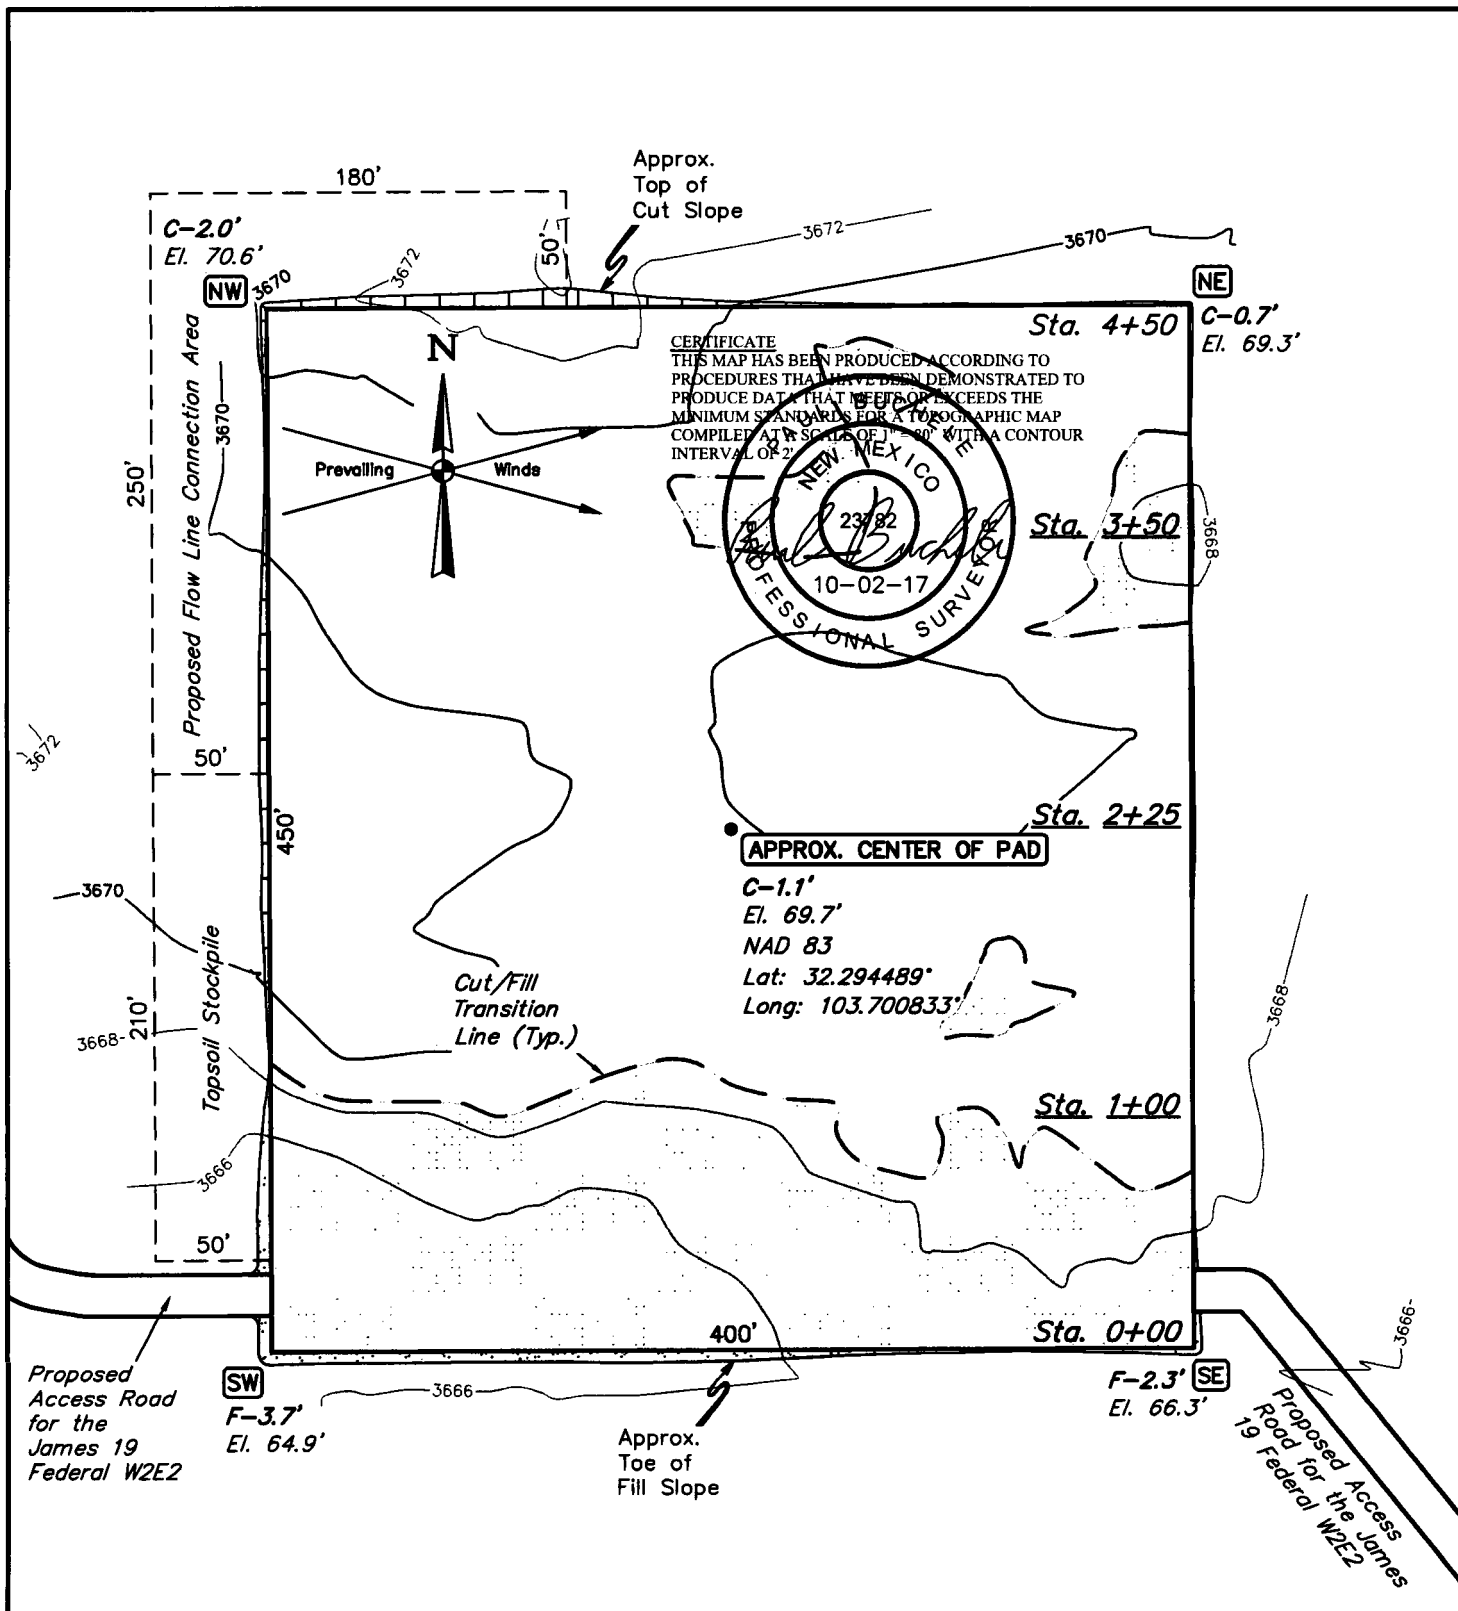 Approx.
Top of
Cut Slope
180'
C-2.0'
El. 70.6'
NW
3670
3672
50'
3672
3670
NE
C-0.7'
El. 69.3'
Sta. 4+50
N
Prevailing Winds
CERTIFICATE
THIS MAP HAS BEEN PRODUCED ACCORDING TO
PROCEDURES THAT HAVE BEEN DEMONSTRATED TO
PRODUCE DATA THAT MEETS OR EXCEEDS THE
MINIMUM STANDARDS FOR A TOPOGRAPHIC MAP
COMPILED AT A SCALE OF 1" = 80' WITH A CONTOUR
INTERVAL OF 2'
PAUL BUCHELE
NEW MEXICO
23782
10-02-17
PROFESSIONAL SURVEYOR
Sta. 3+50
3668
3670
250'
Proposed Flow Line Connection Area
3672
50'
450'
Sta. 2+25
APPROX. CENTER OF PAD
C-1.1'
El. 69.7'
NAD 83
Lat: 32.294489°
Long: 103.700833°
3670
Topsoil Stockpile
210'
3668
Cut/Fill
Transition
Line (Typ.)
3668
Sta. 1+00
3666
50'
400'
Sta. 0+00
3666
Proposed
Access Road
for the
James 19
Federal W2E2
SW
F-3.7'
El. 64.9'
3666
Approx.
Toe of
Fill Slope
F-2.3'
El. 66.3'
SE
Proposed Access
Road for the James
19 Federal W2E2